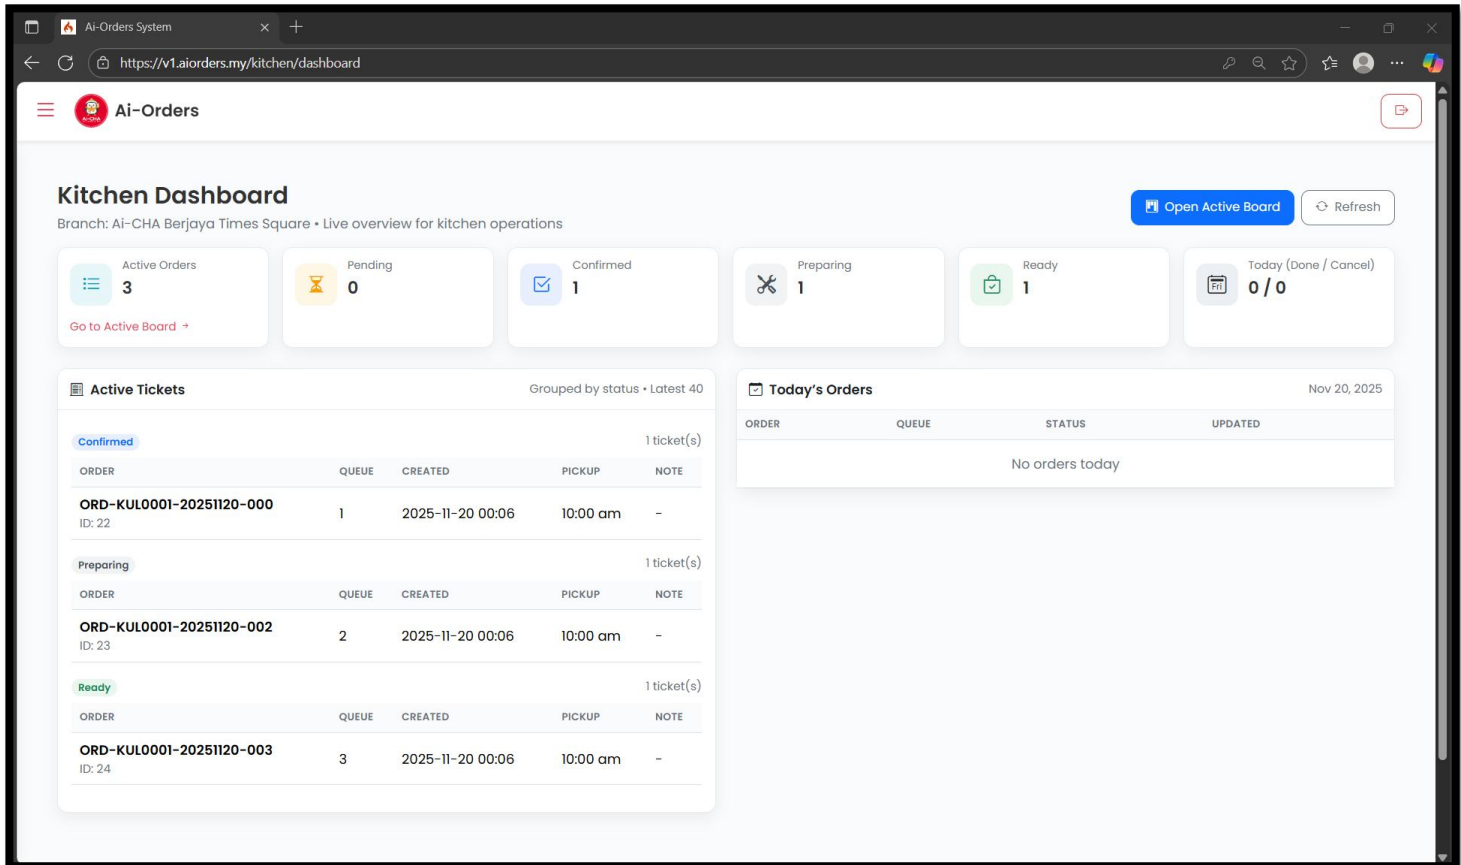 Ai-Orders System
https://v1.aiorders.my/kitchen/dashboard
Ai-CHA
Ai-Orders
Kitchen Dashboard
Branch: Ai-CHA Berjaya Times Square • Live overview for kitchen operations
Open Active Board
Refresh
Active Orders
3
Go to Active Board →
Pending
0
Confirmed
1
Preparing
1
Ready
1
Fri
Today (Done / Cancel)
0 / 0
Active Tickets
Grouped by status • Latest 40
Confirmed 1 ticket(s)
ORDER QUEUE CREATED PICKUP NOTE
ORD-KUL0001-20251120-000 1 2025-11-20 00:06 10:00 am -
ID: 22
Preparing 1 ticket(s)
ORDER QUEUE CREATED PICKUP NOTE
ORD-KUL0001-20251120-002 2 2025-11-20 00:06 10:00 am -
ID: 23
Ready 1 ticket(s)
ORDER QUEUE CREATED PICKUP NOTE
ORD-KUL0001-20251120-003 3 2025-11-20 00:06 10:00 am -
ID: 24
Today's Orders Nov 20, 2025
ORDER QUEUE STATUS UPDATED
No orders today